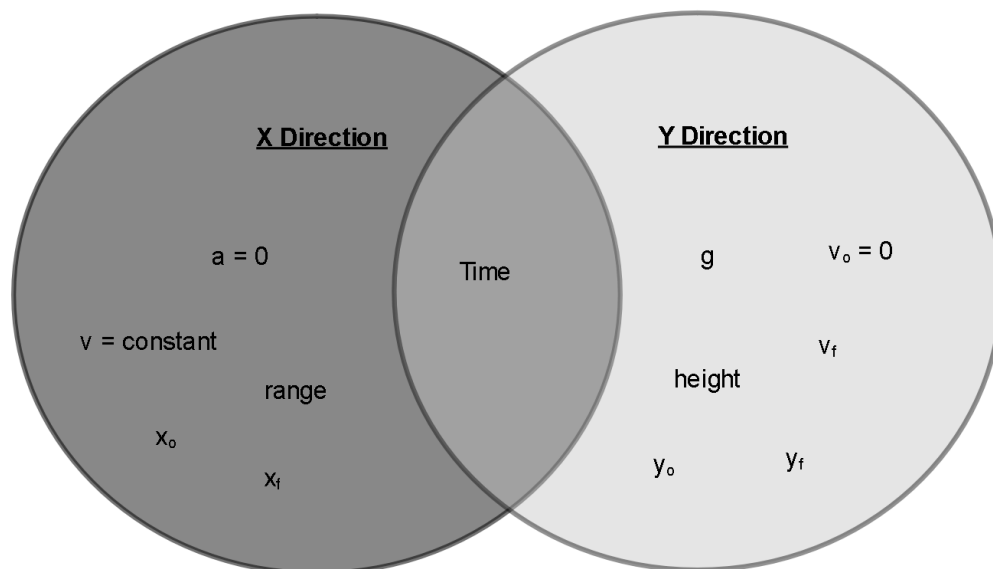 X Direction
a = 0
v = constant
range
xₒ
x_f
Time
Y Direction
g
vₒ = 0
v_f
height
yₒ
y_f